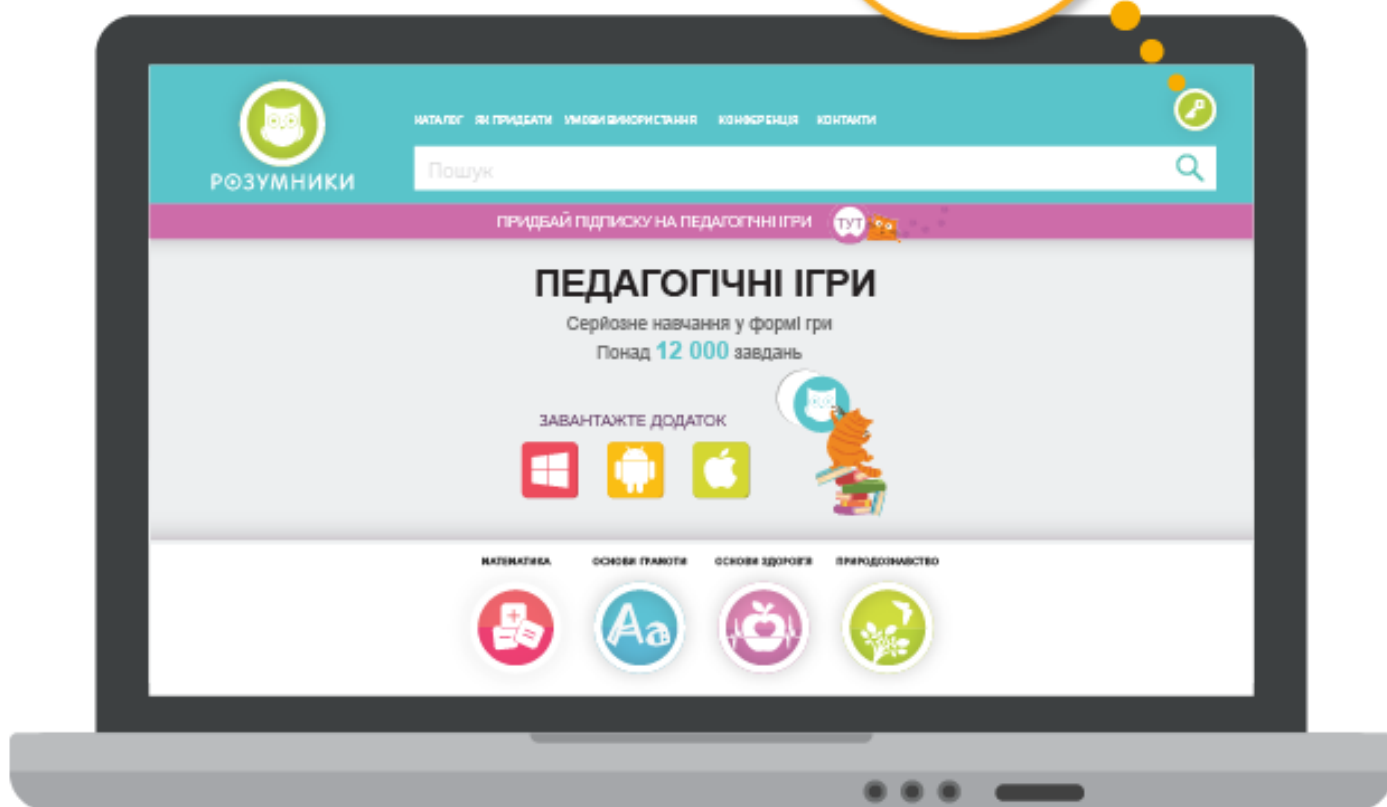 КАТАЛОГ ЯК ПРИДБАТИ УМОВИ ВИКОРИСТАННЯ КОНФЕРЕНЦІЯ КОНТАКТИ
Пошук
РОЗУМНИКИ
ПРИДБАЙ ПІДПИСКУ НА ПЕДАГОГІЧНІ ІГРИ ТУТ
ПЕДАГОГІЧНІ ІГРИ
Серйозне навчання у формі гри
Понад 12 000 завдань
ЗАВАНТАЖТЕ ДОДАТОК
МАТЕМАТИКА ОСНОВИ ГРАМОТИ ОСНОВИ ЗДОРОВ'Я ПРИРОДОЗНАВСТВО
Aa